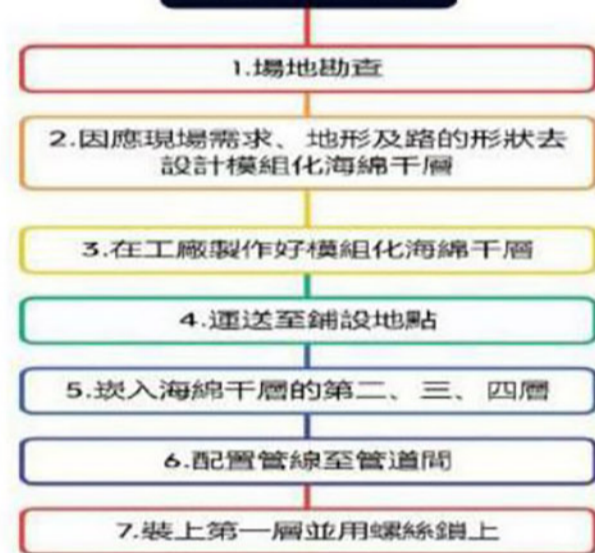 1.場地勘查
2.因應現場需求、地形及路的形狀去
設計模組化海綿千層
3.在工廠製作好模組化海綿千層
4.運送至鋪設地點
5.崁入海綿千層的第二、三、四層
6.配置管線至管道間
7.裝上第一層並用螺絲鎖上